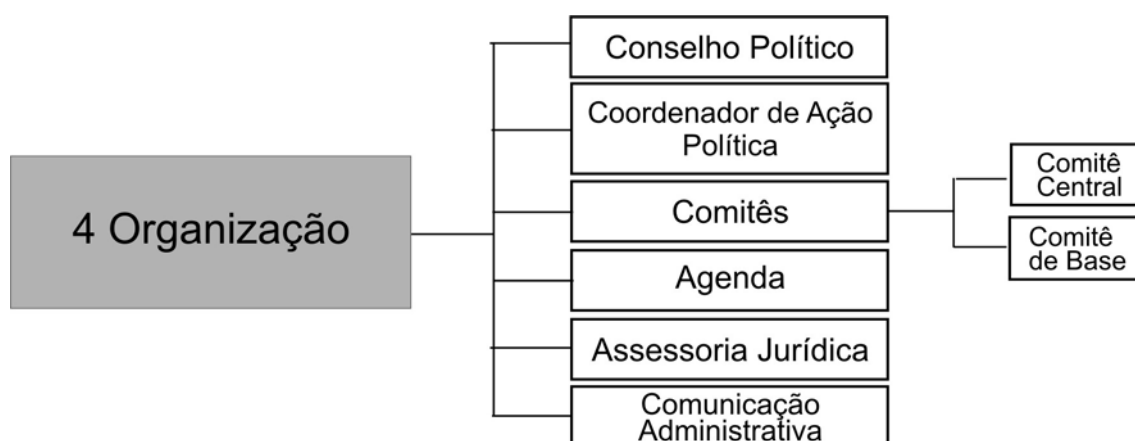 4 Organização
Conselho Político
Coordenador de Ação
Política
Comitês
Agenda
Assessoria Jurídica
Comunicação
Administrativa
Comitê
Central
Comitê
de Base